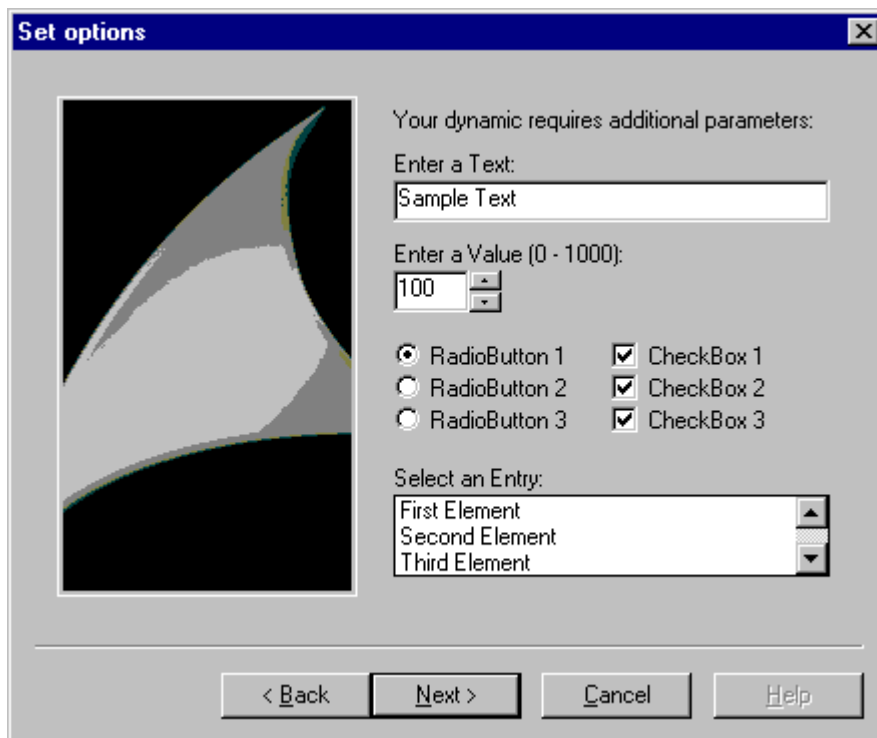 Set options
Your dynamic requires additional parameters:
Enter a Text:
Sample Text
Enter a Value (0 - 1000):
100
RadioButton 1 CheckBox 1
RadioButton 2 CheckBox 2
RadioButton 3 CheckBox 3
Select an Entry:
First Element
Second Element
Third Element
< Back Next > Cancel Help